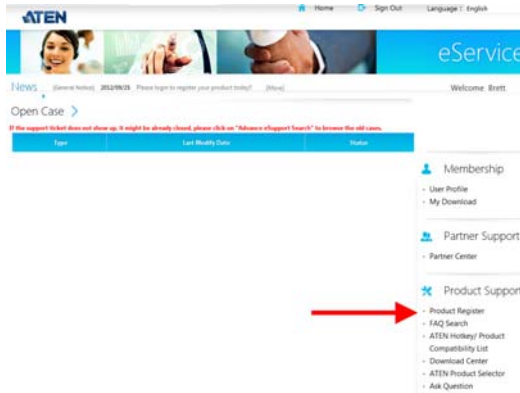 ATEN
Home
Sign Out
Language : English
eService
News
[General Notice] 2012/09/25 Please login to register your product today!! [More]
Welcome Brett
Open Case
If the support ticket does not show up, it might be already closed, please click on "Advance eSupport Search" to browse the old cases.
Type
Last Modify Date
Status
Membership
- User Profile
- My Download
Partner Support
- Partner Center
Product Support
- Product Register
- FAQ Search
- ATEN Hotkey/ Product
Compatibility List
- Download Center
- ATEN Product Selector
- Ask Question